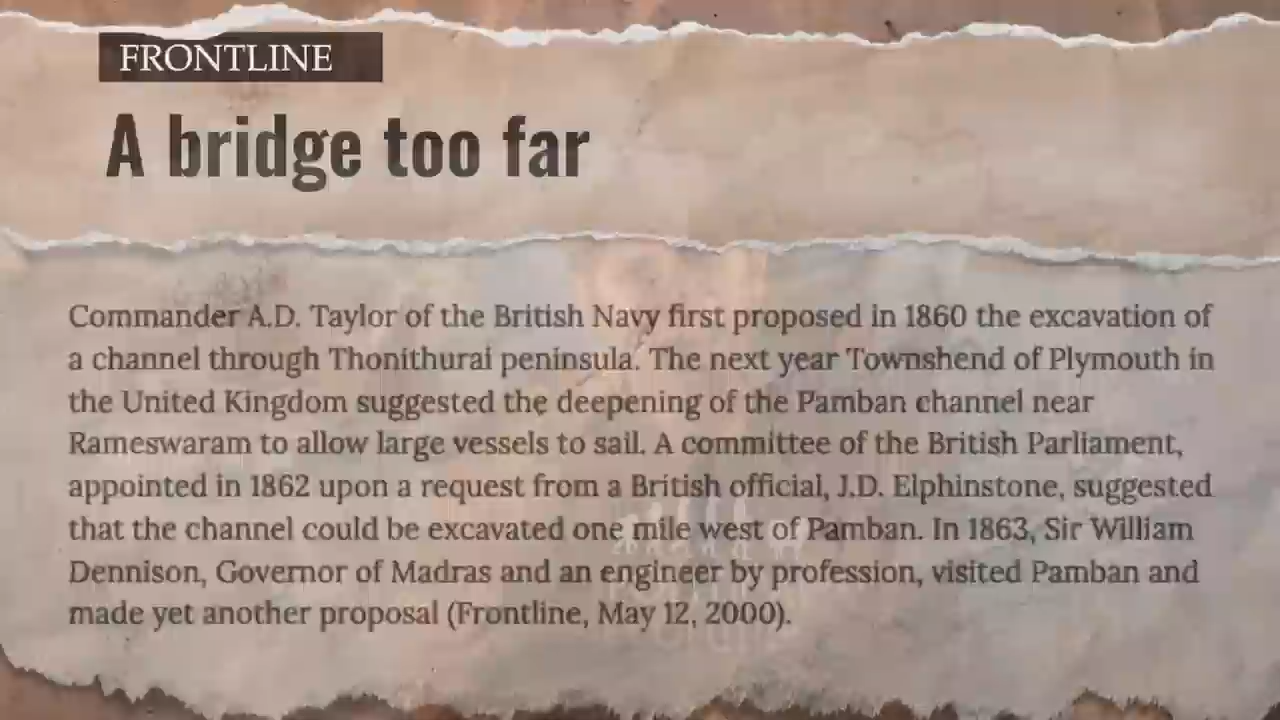 FRONTLINE
A bridge too far
Commander A.D. Taylor of the British Navy first proposed in 1860 the excavation of
a channel through Thonithurai peninsula. The next year Townshend of Plymouth in
the United Kingdom suggested the deepening of the Pamban channel near
Rameswaram to allow large vessels to sail. A committee of the British Parliament,
appointed in 1862 upon a request from a British official, J.D. Elphinstone, suggested
that the channel could be excavated one mile west of Pamban. In 1863, Sir William
Dennison, Governor of Madras and an engineer by profession, visited Pamban and
made yet another proposal (Frontline, May 12, 2000).